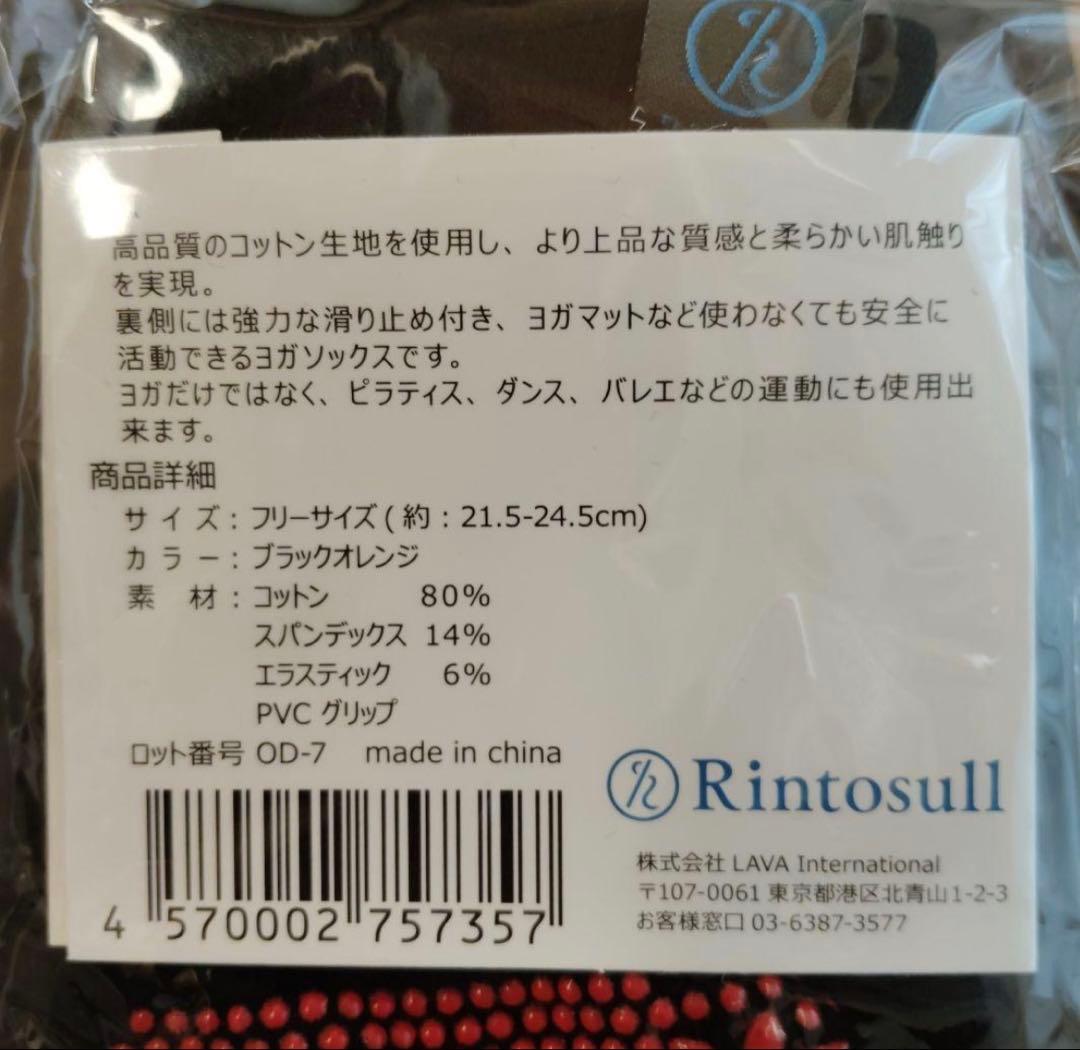 高品質のコットン生地を使用し、より上品な質感と柔らかい肌触り
を実現。
裏側には強力な滑り止め付き、ヨガマットなど使わなくても安全に
活動できるヨガソックスです。
ヨガだけではなく、ピラティス、ダンス、バレエなどの運動にも使用出
来ます。
商品詳細
サイズ：フリーサイズ(約：21.5-24.5cm)
カラー：ブラックオレンジ
素　材：コットン　80%
スパンデックス 14%
エラスティック　6%
PVC グリップ
ロット番号 OD-7　made in china
4 570002 757357
Rintosull
株式会社 LAVA International
〒107-0061 東京都港区北青山1-2-3
お客様窓口 03-6387-3577